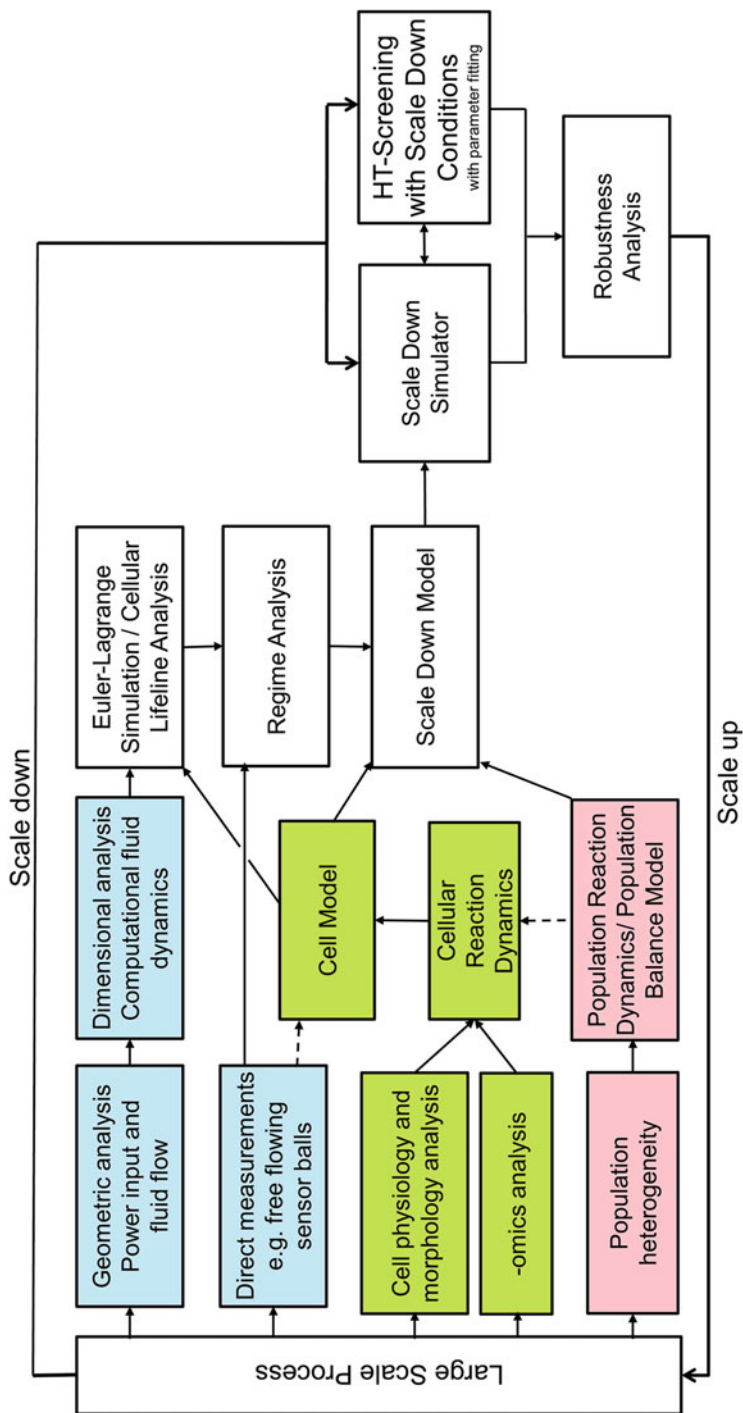 Scale down
Large Scale Process
Geometric analysis
Power input and
fluid flow
Dimensional analysis
Computational fluid
dynamics
Euler-Lagrange
Simulation / Cellular
Lifeline Analysis
Direct measurements
e.g. free flowing
sensor balls
Regime Analysis
Cell Model
Scale Down Model
Scale Down
Simulator
HT-Screening
with Scale Down
Conditions
with parameter fitting
Cell physiology and
morphology analysis
Cellular
Reaction
Dynamics
-omics analysis
Population
heterogeneity
Population Reaction
Dynamics/ Population
Balance Model
Robustness
Analysis
Scale up